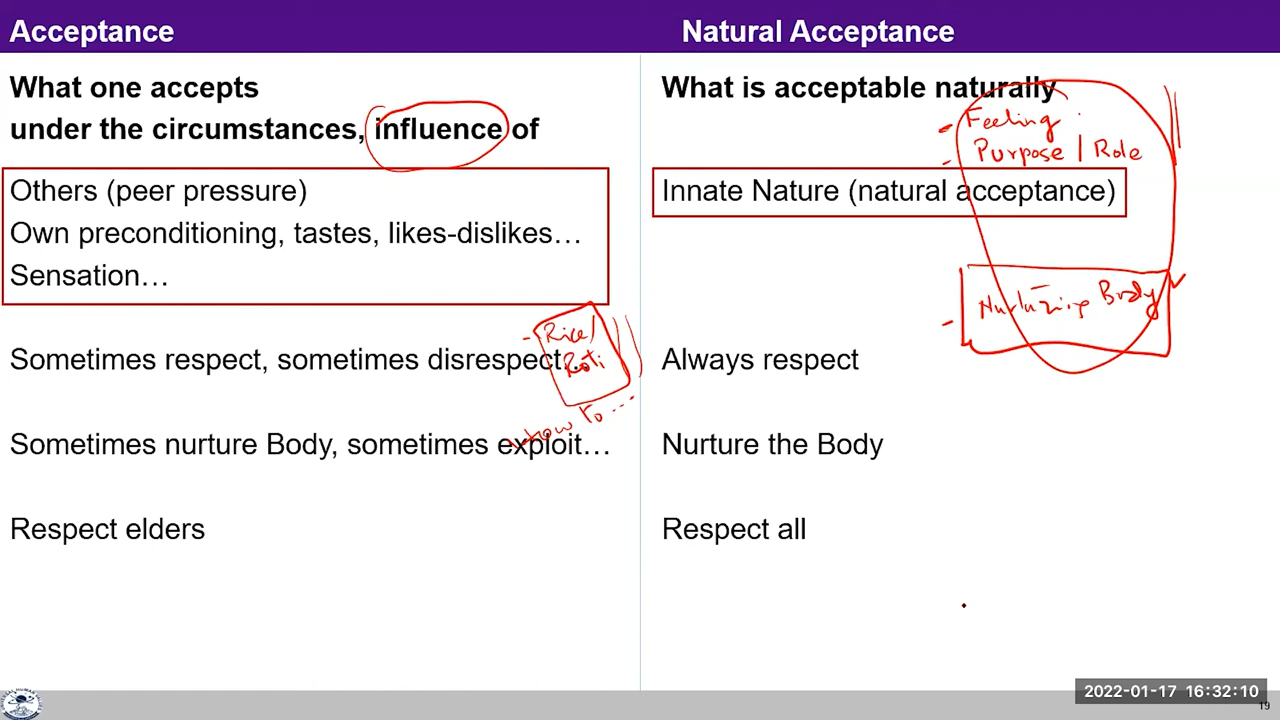 Acceptance
What one accepts
under the circumstances, influence of
Others (peer pressure)
Own preconditioning, tastes, likes-dislikes…
Sensation…
- Rice/
Roti
Sometimes respect, sometimes disrespect…
How to ...
Sometimes nurture Body, sometimes exploit…
Respect elders
Natural Acceptance
What is acceptable naturally
- Feeling
- Purpose | Role
Innate Nature (natural acceptance)
- Nurturing Body
Always respect
Nurture the Body
Respect all
2022-01-17 16:32:10
19